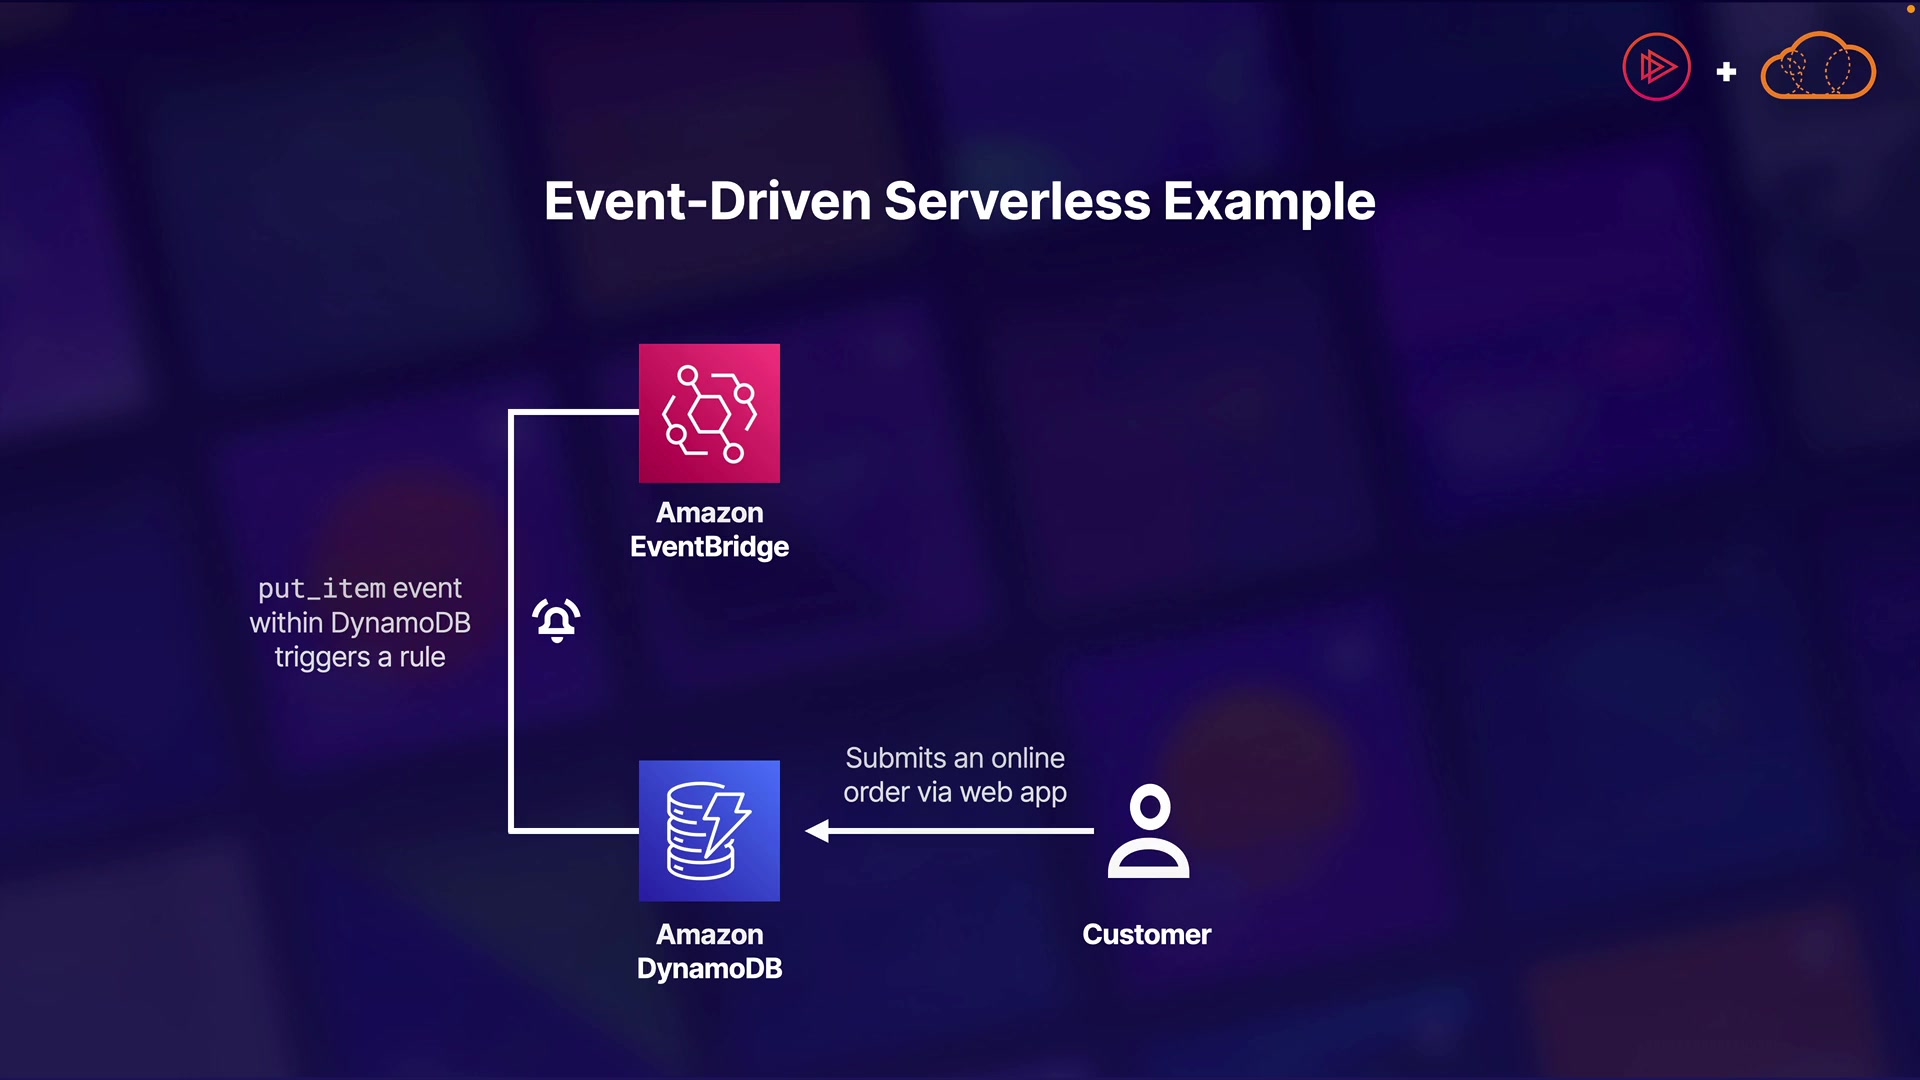 Event-Driven Serverless Example
Amazon
EventBridge
put_item event
within DynamoDB
triggers a rule
Submits an online
order via web app
Amazon
DynamoDB
Customer